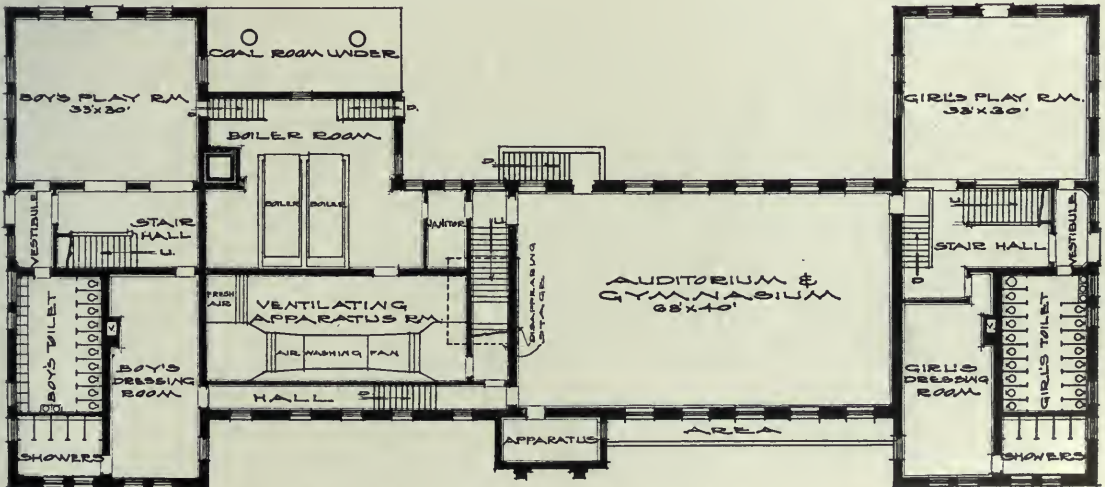 COAL ROOM UNDER
BOY'S PLAY RM.
33'X30'
D.
D.
BOILER ROOM
BOILER
BOILER
JANITOR
VESTIBULE
STAIR
HALL
U.
BOY'S TOILET
BOY'S
DRESSING
ROOM
SHOWERS
FRESH
AIR
VENTILATING
APPARATUS RM.
AIR WASHING FAN
HALL
D.
U.
D.
DISAPPEARING
STAGE
AUDITORIUM &
GYMNASIUM
68'X40'
APPARATUS
AREA
GIRL'S PLAY RM.
33'X30'
U.
D.
STAIR HALL
VESTIBULE
GIRL'S
DRESSING
ROOM
GIRL'S TOILET
SHOWERS